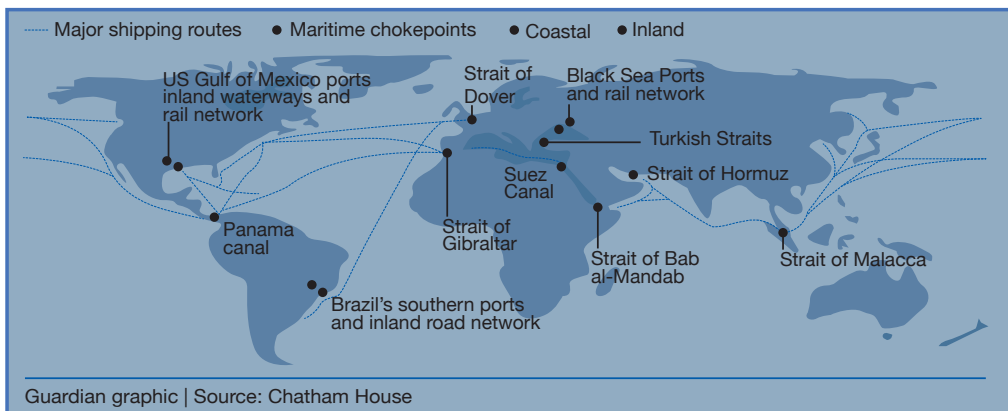 Major shipping routes
Maritime chokepoints
Coastal
Inland
US Gulf of Mexico ports
inland waterways and
rail network
Strait of
Dover
Black Sea Ports
and rail network
Turkish Straits
Suez
Canal
Strait of Hormuz
Panama
canal
Strait of
Gibraltar
Strait of Bab
al-Mandab
Strait of Malacca
Brazil's southern ports
and inland road network
Guardian graphic | Source: Chatham House